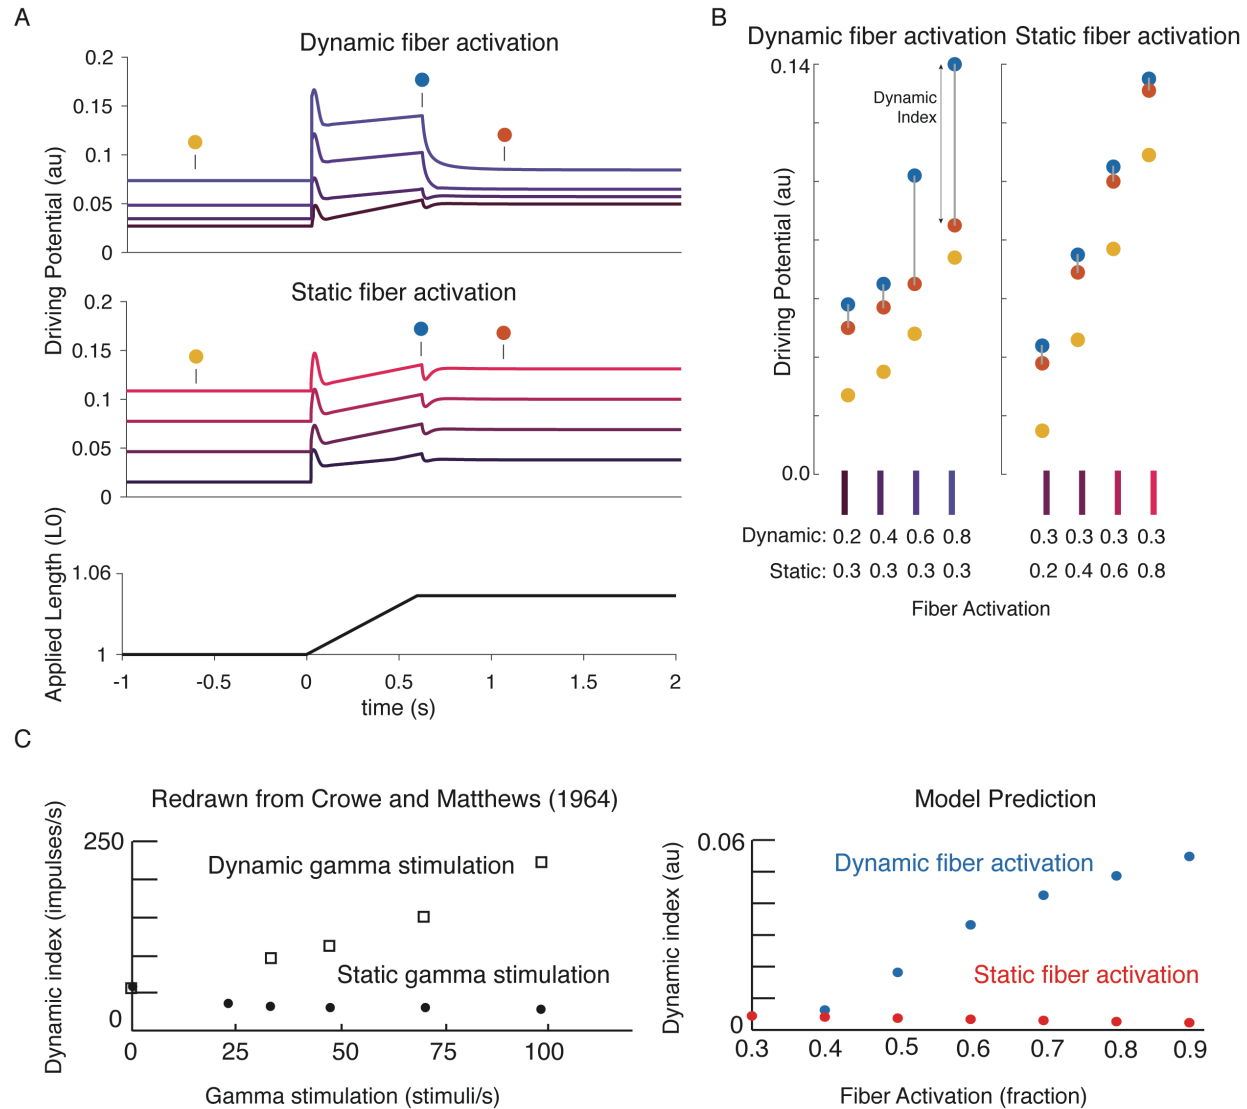 A
Dynamic fiber activation
0.2
0.15
0.1
0.05
0
Driving Potential (au)
Static fiber activation
0.2
0.15
0.1
0.05
0
Applied Length (L0)
1.06
1
-1 -0.5 0 0.5 1 1.5 2
time (s)
B
Dynamic fiber activation Static fiber activation
0.14
Dynamic
Index
Driving Potential (au)
0.0
Dynamic: 0.2 0.4 0.6 0.8 0.3 0.3 0.3 0.3
Static: 0.3 0.3 0.3 0.3 0.2 0.4 0.6 0.8
Fiber Activation
C
Redrawn from Crowe and Matthews (1964)
Dynamic index (impulses/s)
250
Dynamic gamma stimulation
Static gamma stimulation
0
0 25 50 75 100
Gamma stimulation (stimuli/s)
Model Prediction
Dynamic index (au)
0.06
Dynamic fiber activation
Static fiber activation
0
0.3 0.4 0.5 0.6 0.7 0.8 0.9
Fiber Activation (fraction)